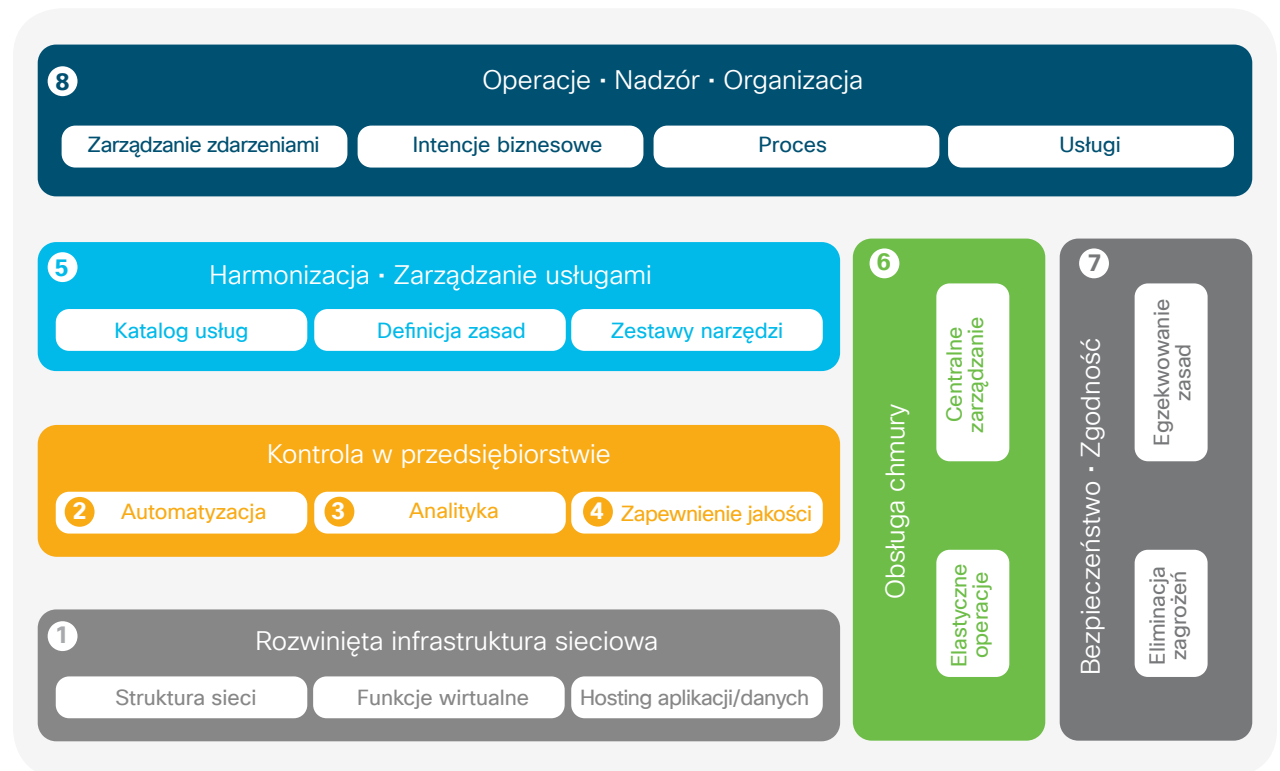 8
Operacje · Nadzór · Organizacja
Zarządzanie zdarzeniami
Intencje biznesowe
Proces
Usługi
5
Harmonizacja · Zarządzanie usługami
Katalog usług
Definicja zasad
Zestawy narzędzi
Kontrola w przedsiębiorstwie
2 Automatyzacja
3 Analityka
4 Zapewnienie jakości
1
Rozwinięta infrastruktura sieciowa
Struktura sieci
Funkcje wirtualne
Hosting aplikacji/danych
6
Obsługa chmury
Centralne
zarządzanie
Elastyczne
operacje
7
Bezpieczeństwo · Zgodność
Egzekwowanie
zasad
Eliminacja
zagrożeń